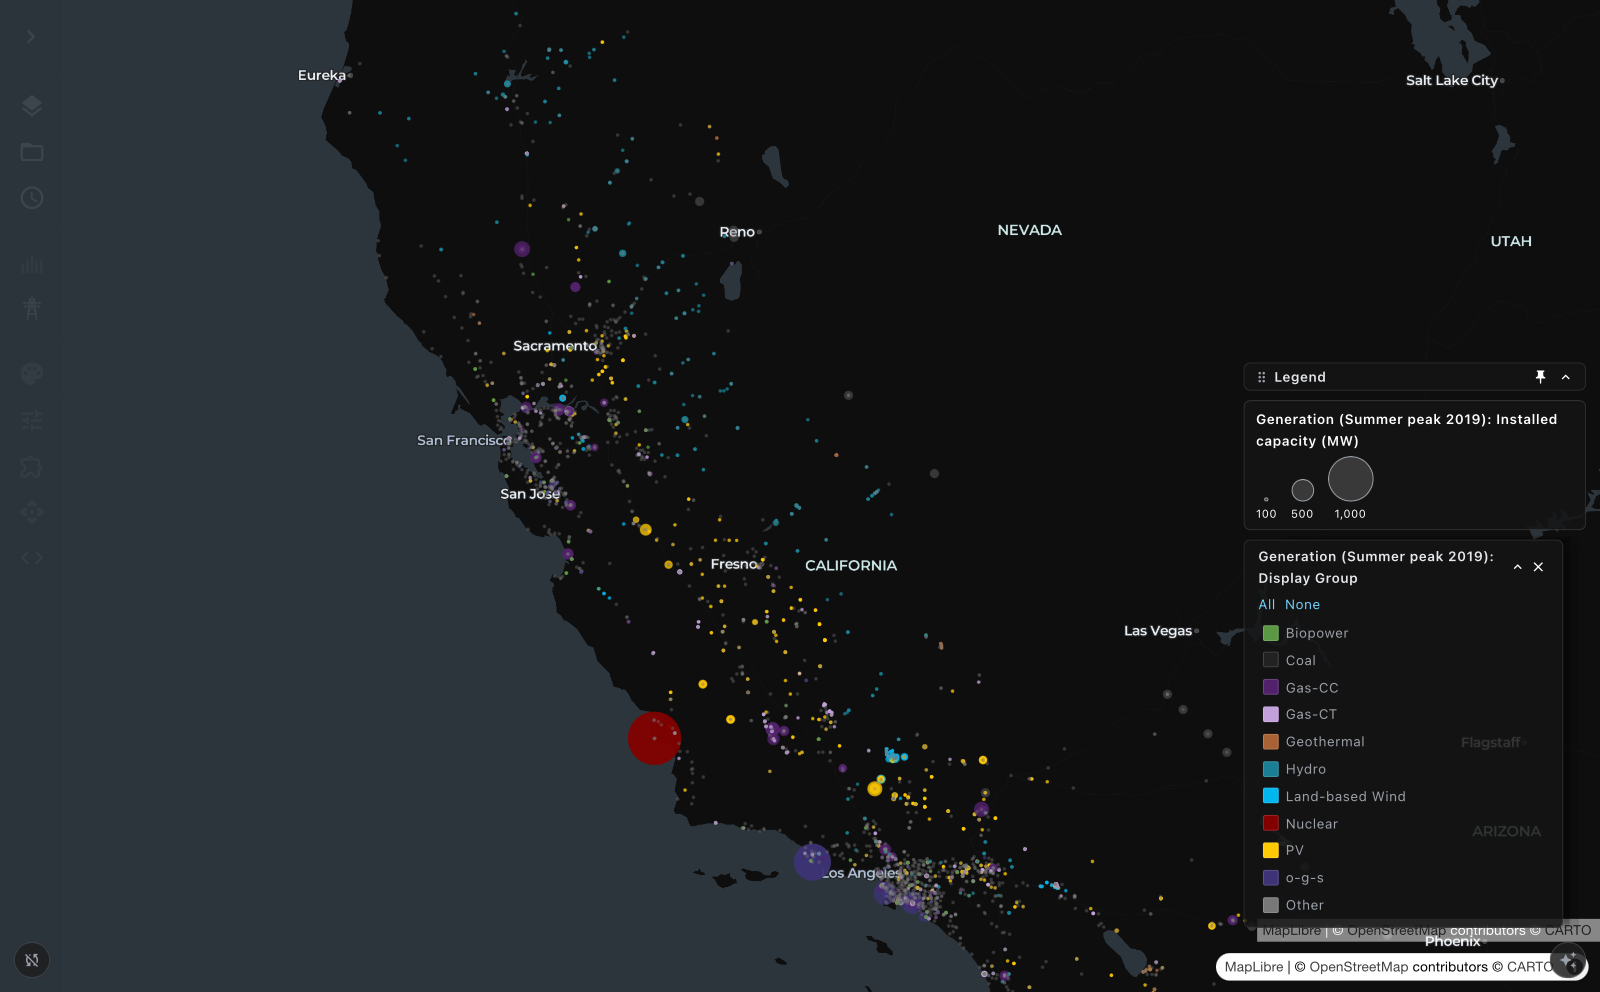 Eureka
Salt Lake City
Reno
NEVADA
UTAH
Sacramento
San Francisco
San Jose
Fresno
CALIFORNIA
Las Vegas
Los Angeles
Legend
Generation (Summer peak 2019): Installed
capacity (MW)
100 500 1,000
Generation (Summer peak 2019):
Display Group
All None
Biopower
Coal
Gas-CC
Gas-CT
Geothermal
Hydro
Land-based Wind
Nuclear
PV
o-g-s
Other
Flagstaff
ARIZONA
MapLibre | © OpenStreetMap contributors © CARTO
Phoenix
MapLibre | © OpenStreetMap contributors © CARTO